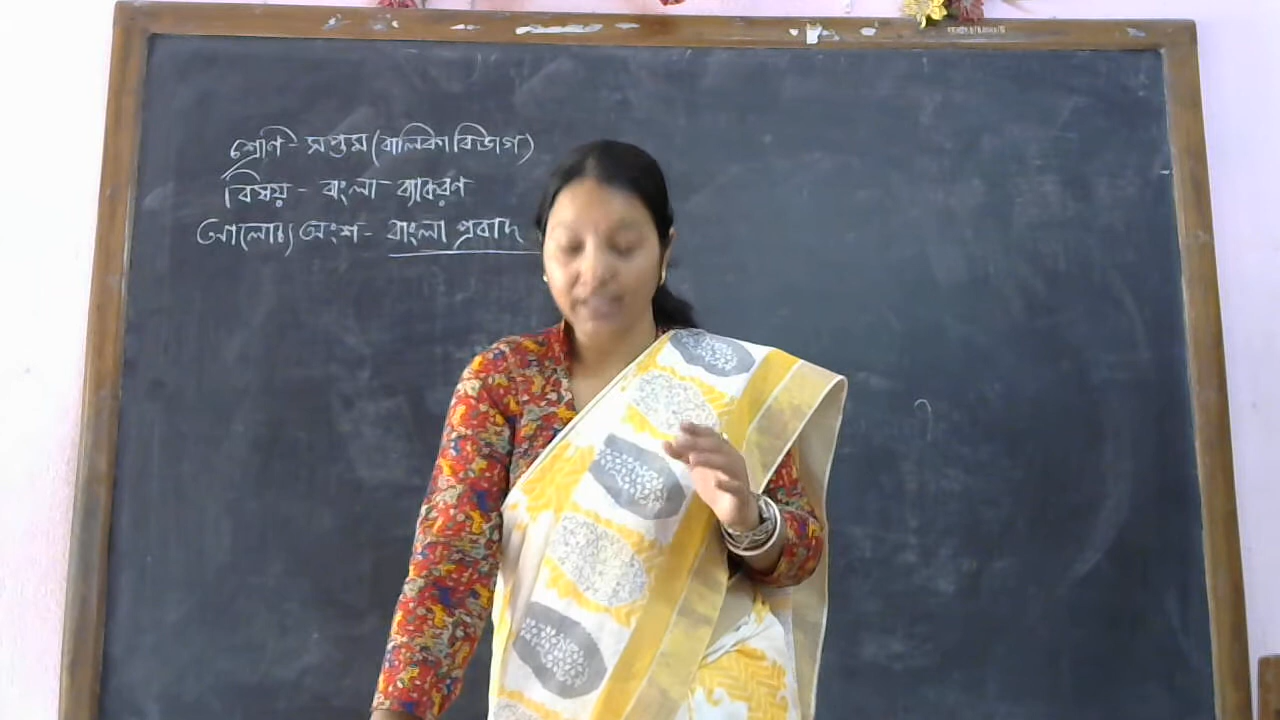 শ্রেণি - সপ্তম (বালিকা বিভাগ)
বিষয় - বাংলা ব্যাকরণ
আলোচ্য অংশ - বাংলা প্রবাদ